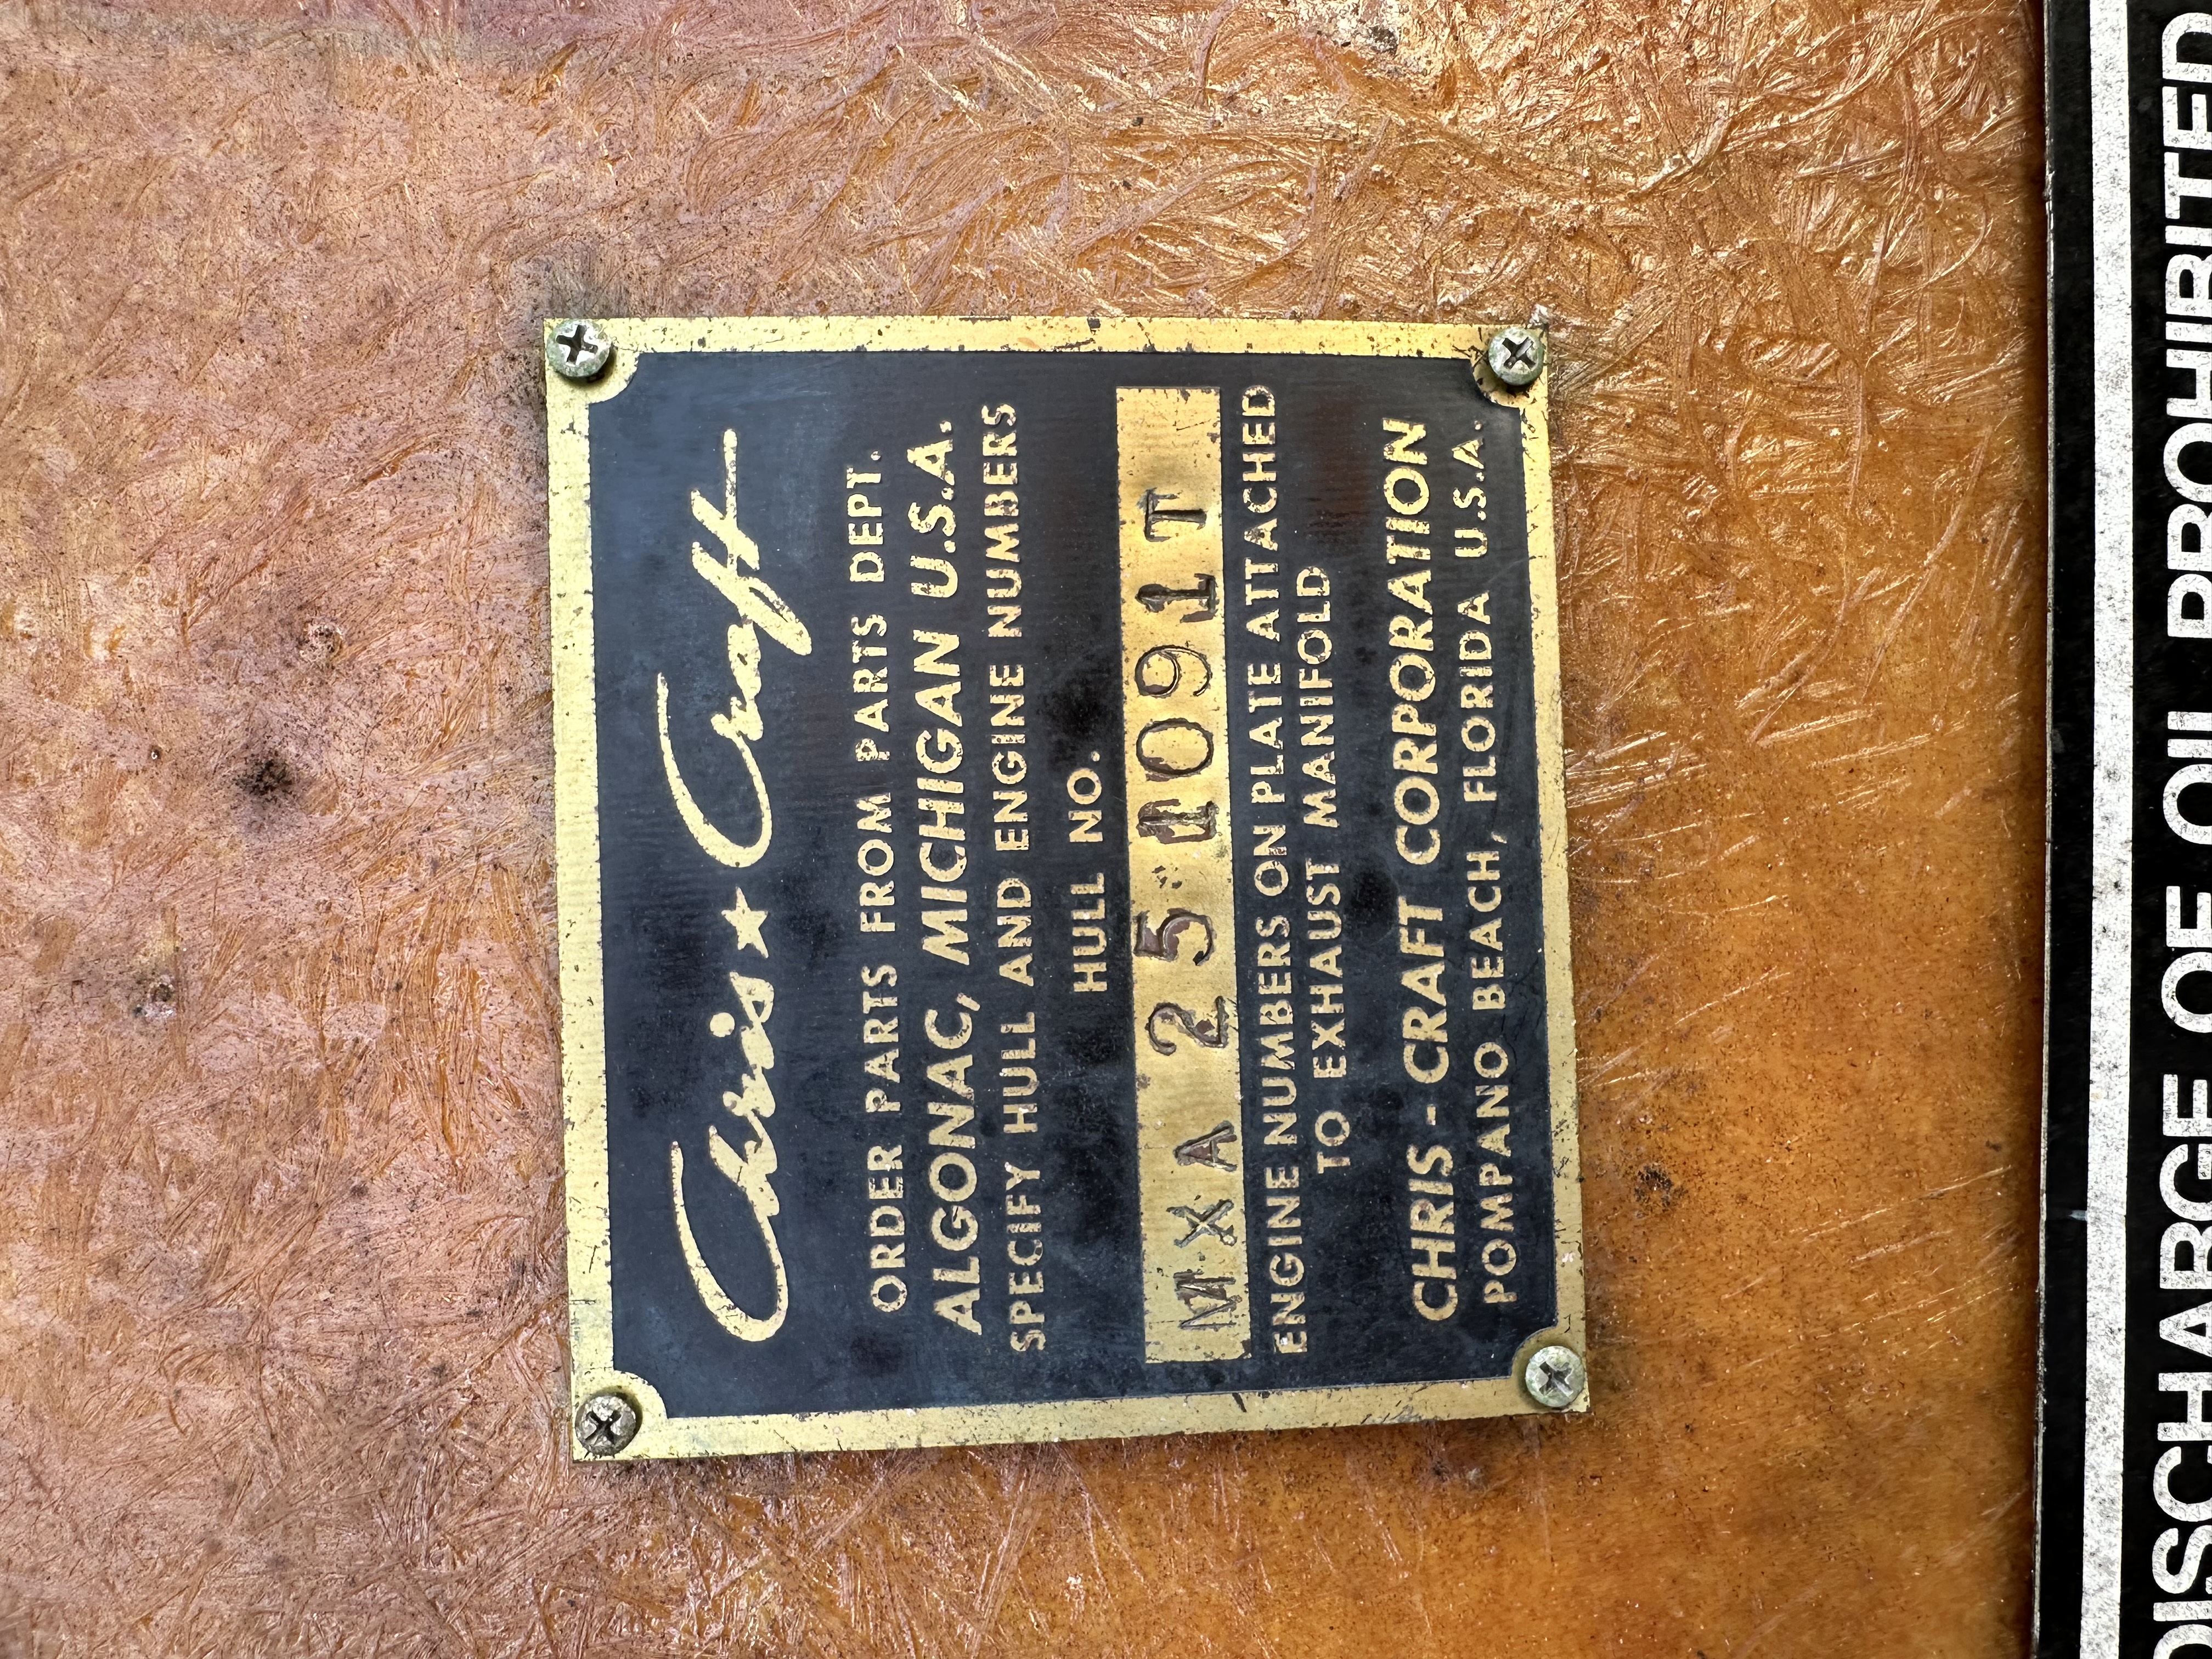 Chris★Craft
ORDER PARTS FROM PARTS DEPT.
ALGONAC, MICHIGAN U.S.A.
SPECIFY HULL AND ENGINE NUMBERS
HULL NO.
MXA 25 1091T
ENGINE NUMBERS ON PLATE ATTACHED
TO EXHAUST MANIFOLD
CHRIS-CRAFT CORPORATION
POMPANO BEACH, FLORIDA U.S.A.
DISCHARGE OF OIL PROHIBITED